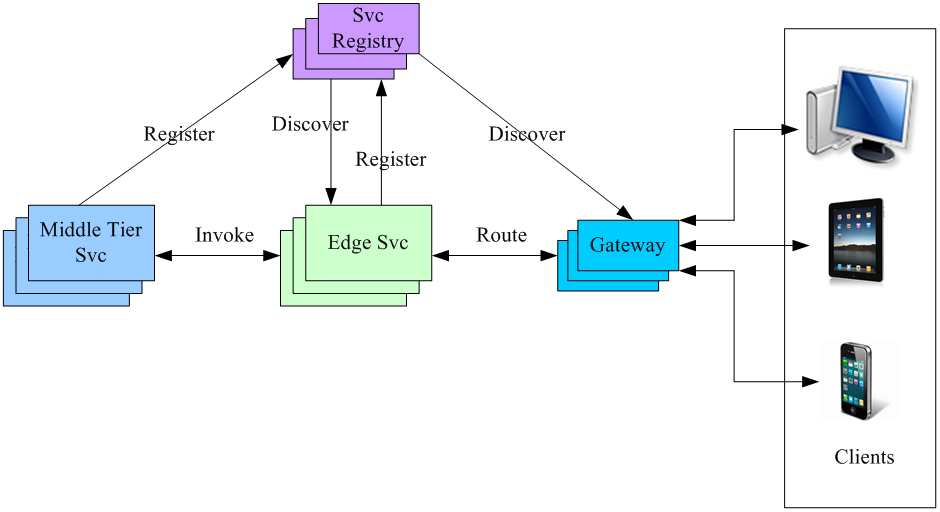 Svc
Registry
Register
Discover
Register
Discover
Middle Tier
Svc
Invoke
Edge Svc
Route
Gateway
Clients